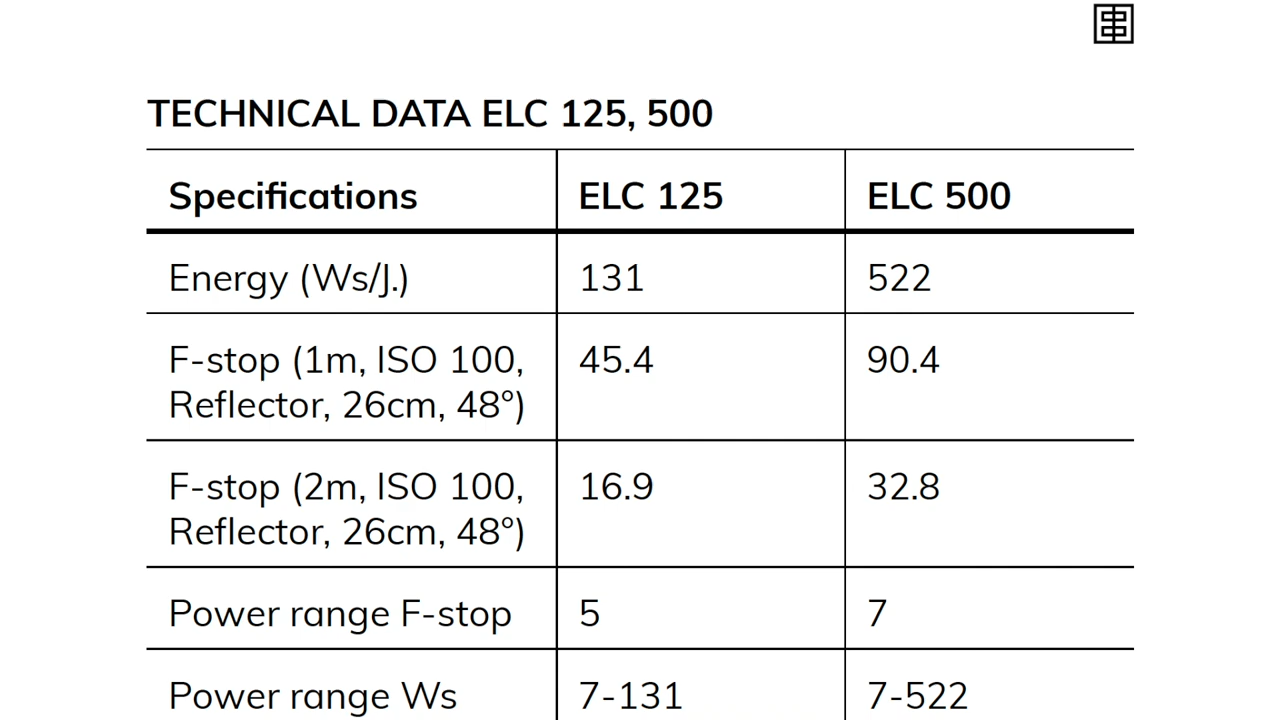 TECHNICAL DATA ELC 125, 500
Specifications ELC 125 ELC 500
Energy (Ws/J.) 131 522
F-stop (1m, ISO 100, 45.4 90.4
Reflector, 26cm, 48°)
F-stop (2m, ISO 100, 16.9 32.8
Reflector, 26cm, 48°)
Power range F-stop 5 7
Power range Ws 7-131 7-522